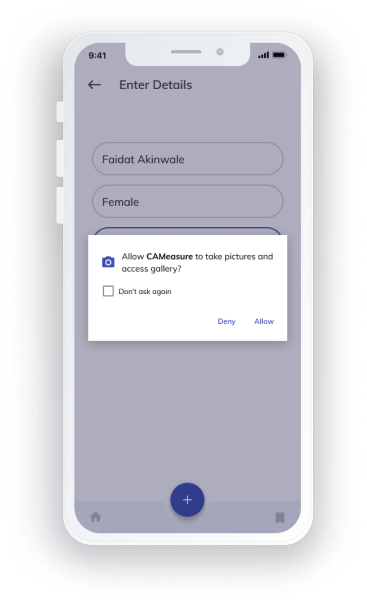 9:41
Enter Details
Faidat Akinwale
Female
Allow CAMeasure to take pictures and
access gallery?
Don't ask again
Deny Allow